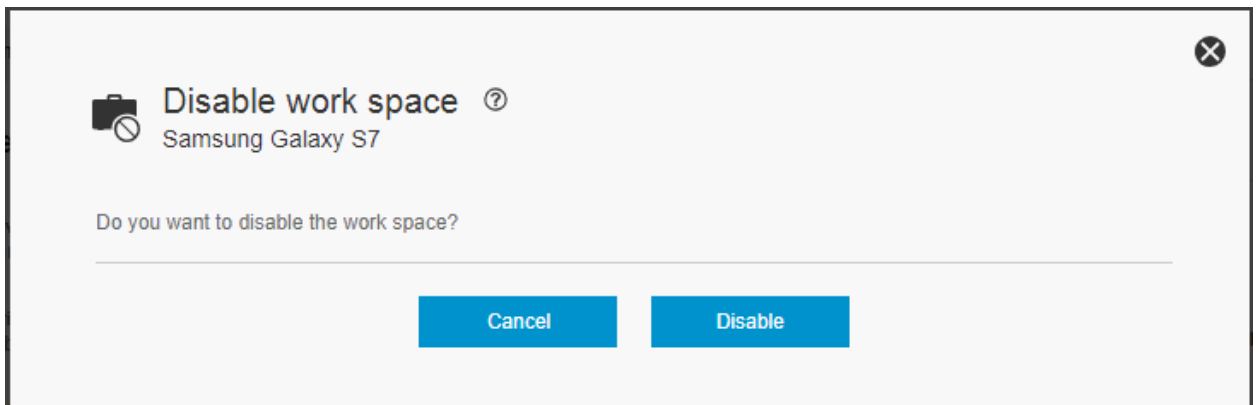 Disable work space
Samsung Galaxy S7
Do you want to disable the work space?
Cancel
Disable